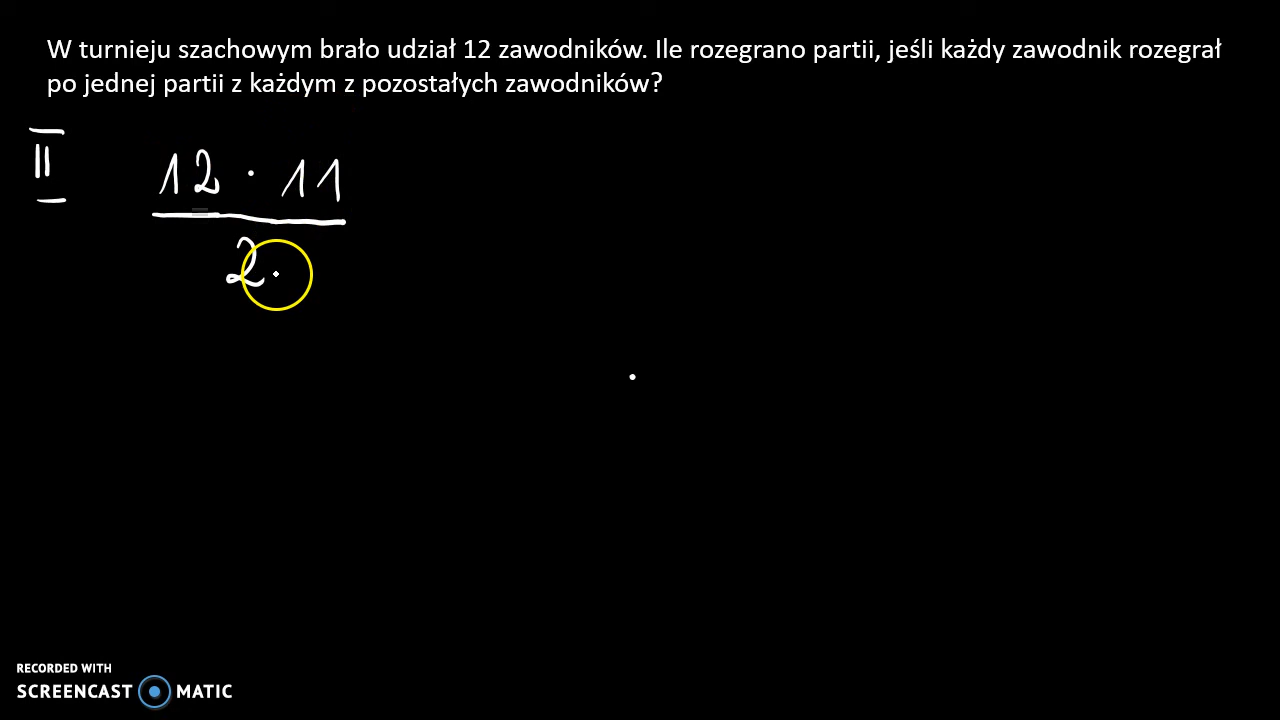 W turnieju szachowym brało udział 12 zawodników. Ile rozegrano partii, jeśli każdy zawodnik rozegrał
po jednej partii z każdym z pozostałych zawodników?
II
12 · 11
2
RECORDED WITH
SCREENCAST MATIC